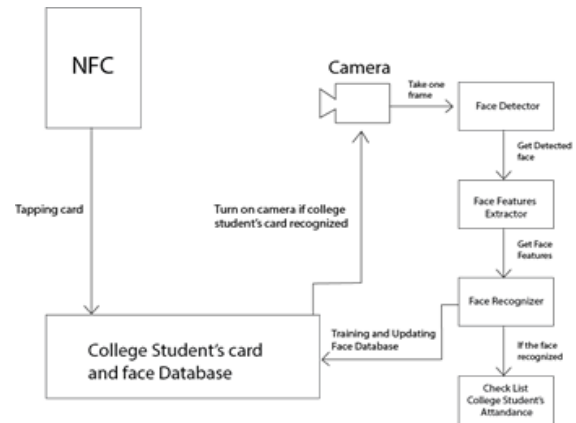 NFC
Camera
Take one
frame
Face Detector
Get Detected
face
Face Features
Extractor
Get Face
Features
Tapping card
Turn on camera if college
student's card recognized
Face Recognizer
Training and Updating
Face Database
If the face
recognized
College Student's card
and face Database
Check List
College Student's
Attandance